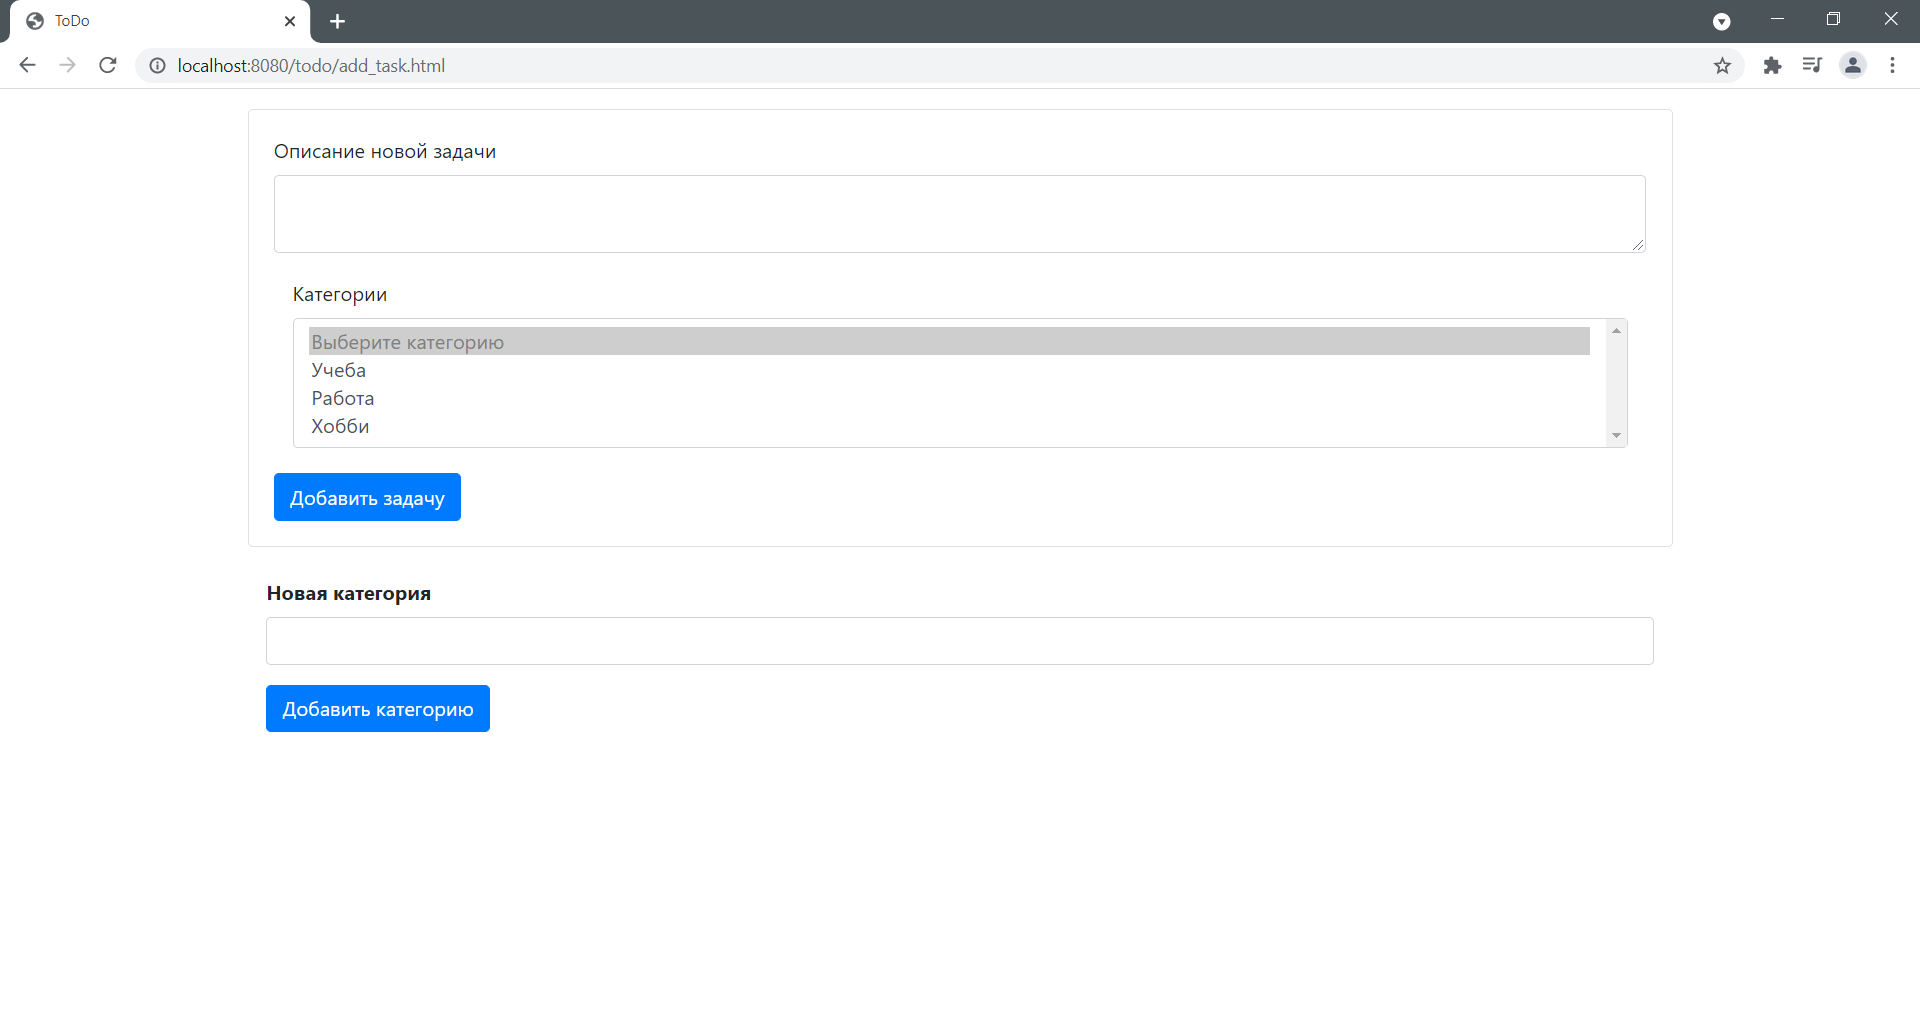 ToDo
localhost:8080/todo/add_task.html
Описание новой задачи
Категории
Выберите категорию
Учеба
Работа
Хобби
Добавить задачу
Новая категория
Добавить категорию